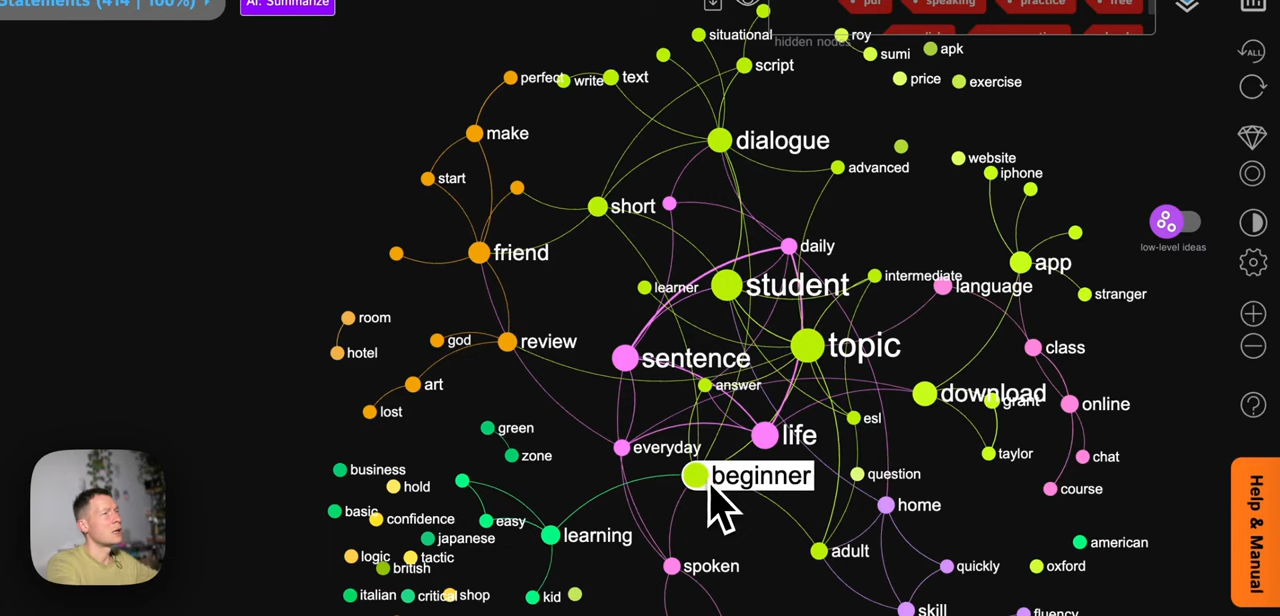 Statements (414 | 100%)
AI: Summarize
pdf
speaking
practice
free
hidden nodes
situational
roy
sumi
apk
script
perfect
write
text
price
exercise
make
dialogue
website
advanced
iphone
start
short
daily
friend
low-level ideas
app
student
intermediate
learner
language
stranger
room
topic
god
review
class
hotel
sentence
art
answer
download
grant
online
lost
esl
green
life
everyday
taylor
zone
chat
business
beginner
question
hold
course
basic
confidence
easy
home
japanese
learning
american
logic
tactic
adult
british
spoken
quickly
oxford
italian
critical
shop
kid
skill
fluency
ALL
Help & Manual